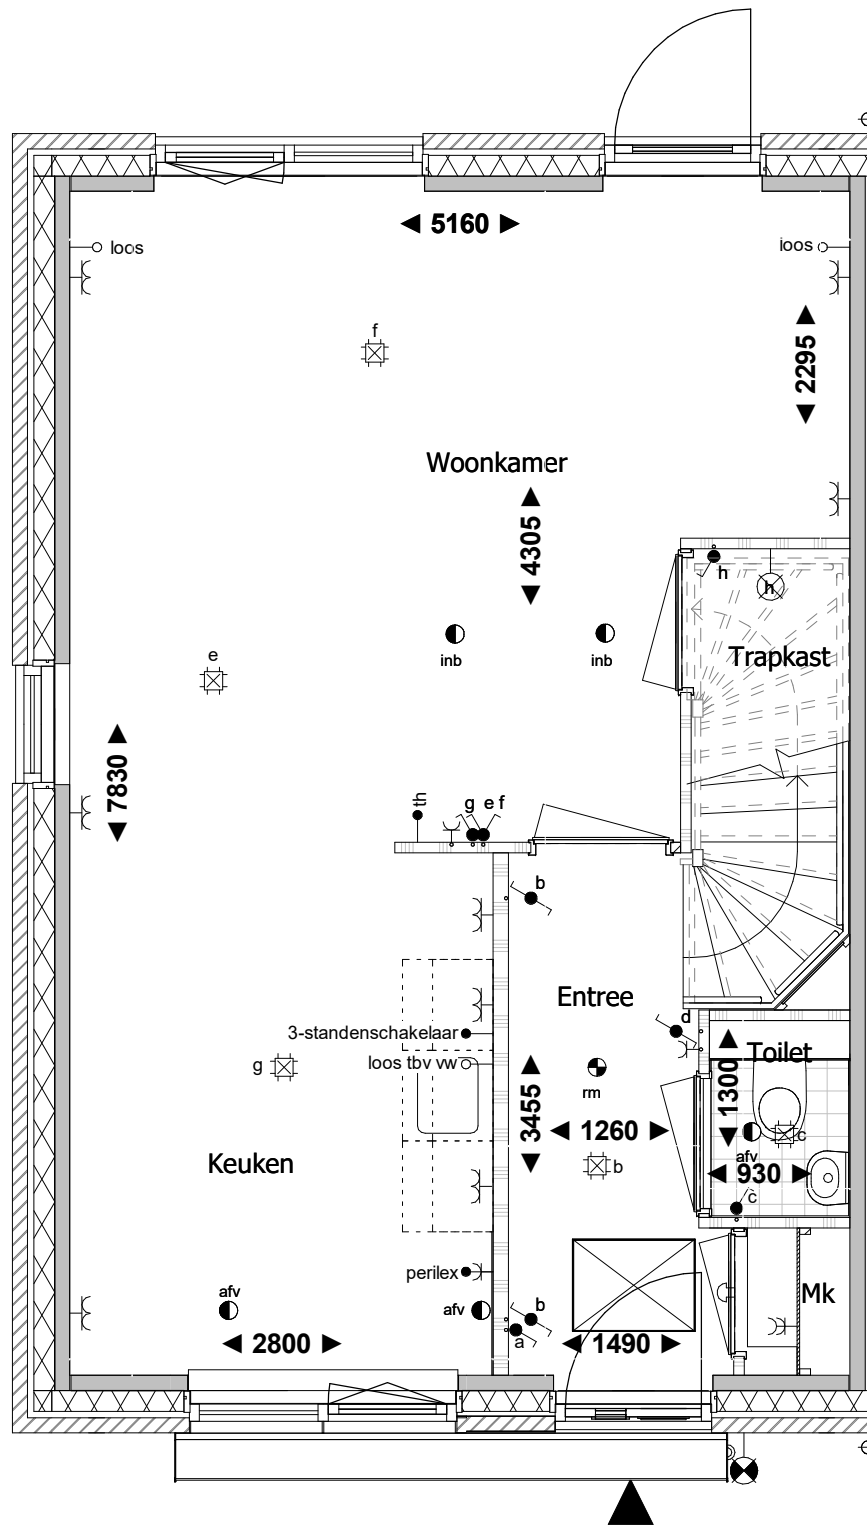 5160
loos
loos
f
2295
Woonkamer
4305
h
h
inb
inb
Trapkast
e
7830
th
g
e f
b
Entree
d
3-standenschakelaar
Toilet
g
loos tbv vw
rm
1300
3455
1260
c
afv
Keuken
b
930
c
perilex
afv
afv
b
Mk
a
2800
1490